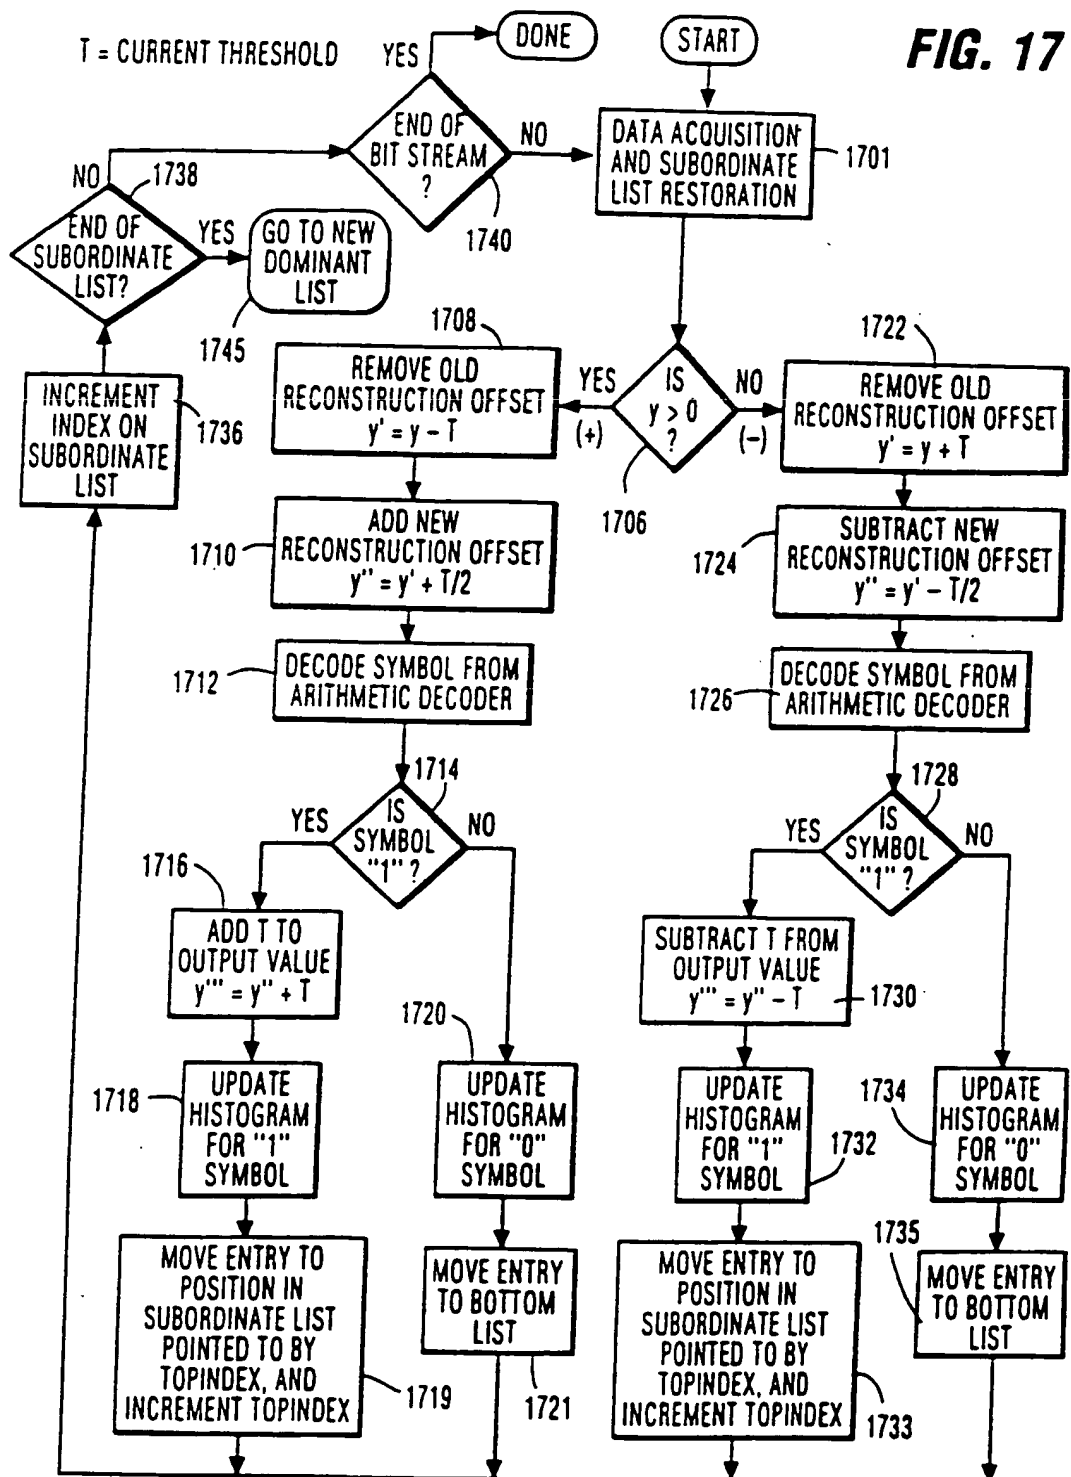 T = CURRENT THRESHOLD
YES
DONE
START
FIG. 17
END OF
BIT STREAM
?
NO
1740
DATA ACQUISITION
AND SUBORDINATE
LIST RESTORATION
1701
NO
1738
END OF
SUBORDINATE
LIST?
YES
GO TO NEW
DOMINANT
LIST
1745
INCREMENT
INDEX ON
SUBORDINATE
LIST
1736
1708
REMOVE OLD
RECONSTRUCTION OFFSET
y' = y - T
YES
(+)
IS
y > 0
?
NO
(-)
1706
1722
REMOVE OLD
RECONSTRUCTION OFFSET
y' = y + T
1710
ADD NEW
RECONSTRUCTION OFFSET
y'' = y' + T/2
1724
SUBTRACT NEW
RECONSTRUCTION OFFSET
y'' = y' - T/2
1712
DECODE SYMBOL FROM
ARITHMETIC DECODER
1726
DECODE SYMBOL FROM
ARITHMETIC DECODER
1714
YES
IS
SYMBOL
"1" ?
NO
1728
YES
IS
SYMBOL
"1" ?
NO
1716
ADD T TO
OUTPUT VALUE
y''' = y'' + T
SUBTRACT T FROM
OUTPUT VALUE
y''' = y'' - T
1730
1718
UPDATE
HISTOGRAM
FOR "1"
SYMBOL
1720
UPDATE
HISTOGRAM
FOR "0"
SYMBOL
UPDATE
HISTOGRAM
FOR "1"
SYMBOL
1732
1734
UPDATE
HISTOGRAM
FOR "0"
SYMBOL
MOVE ENTRY TO
POSITION IN
SUBORDINATE LIST
POINTED TO BY
TOPINDEX, AND
INCREMENT TOPINDEX
1719
MOVE ENTRY
TO BOTTOM
LIST
1721
MOVE ENTRY TO
POSITION IN
SUBORDINATE LIST
POINTED TO BY
TOPINDEX, AND
INCREMENT TOPINDEX
1733
1735
MOVE ENTRY
TO BOTTOM
LIST